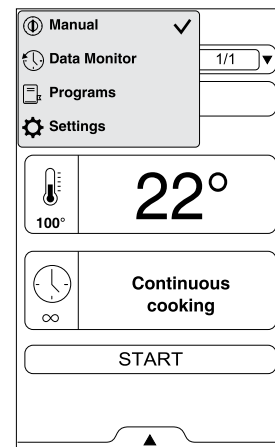 Manual
Data Monitor
1/1
Programs
Settings
100°
22°
∞
Continuous
cooking
START